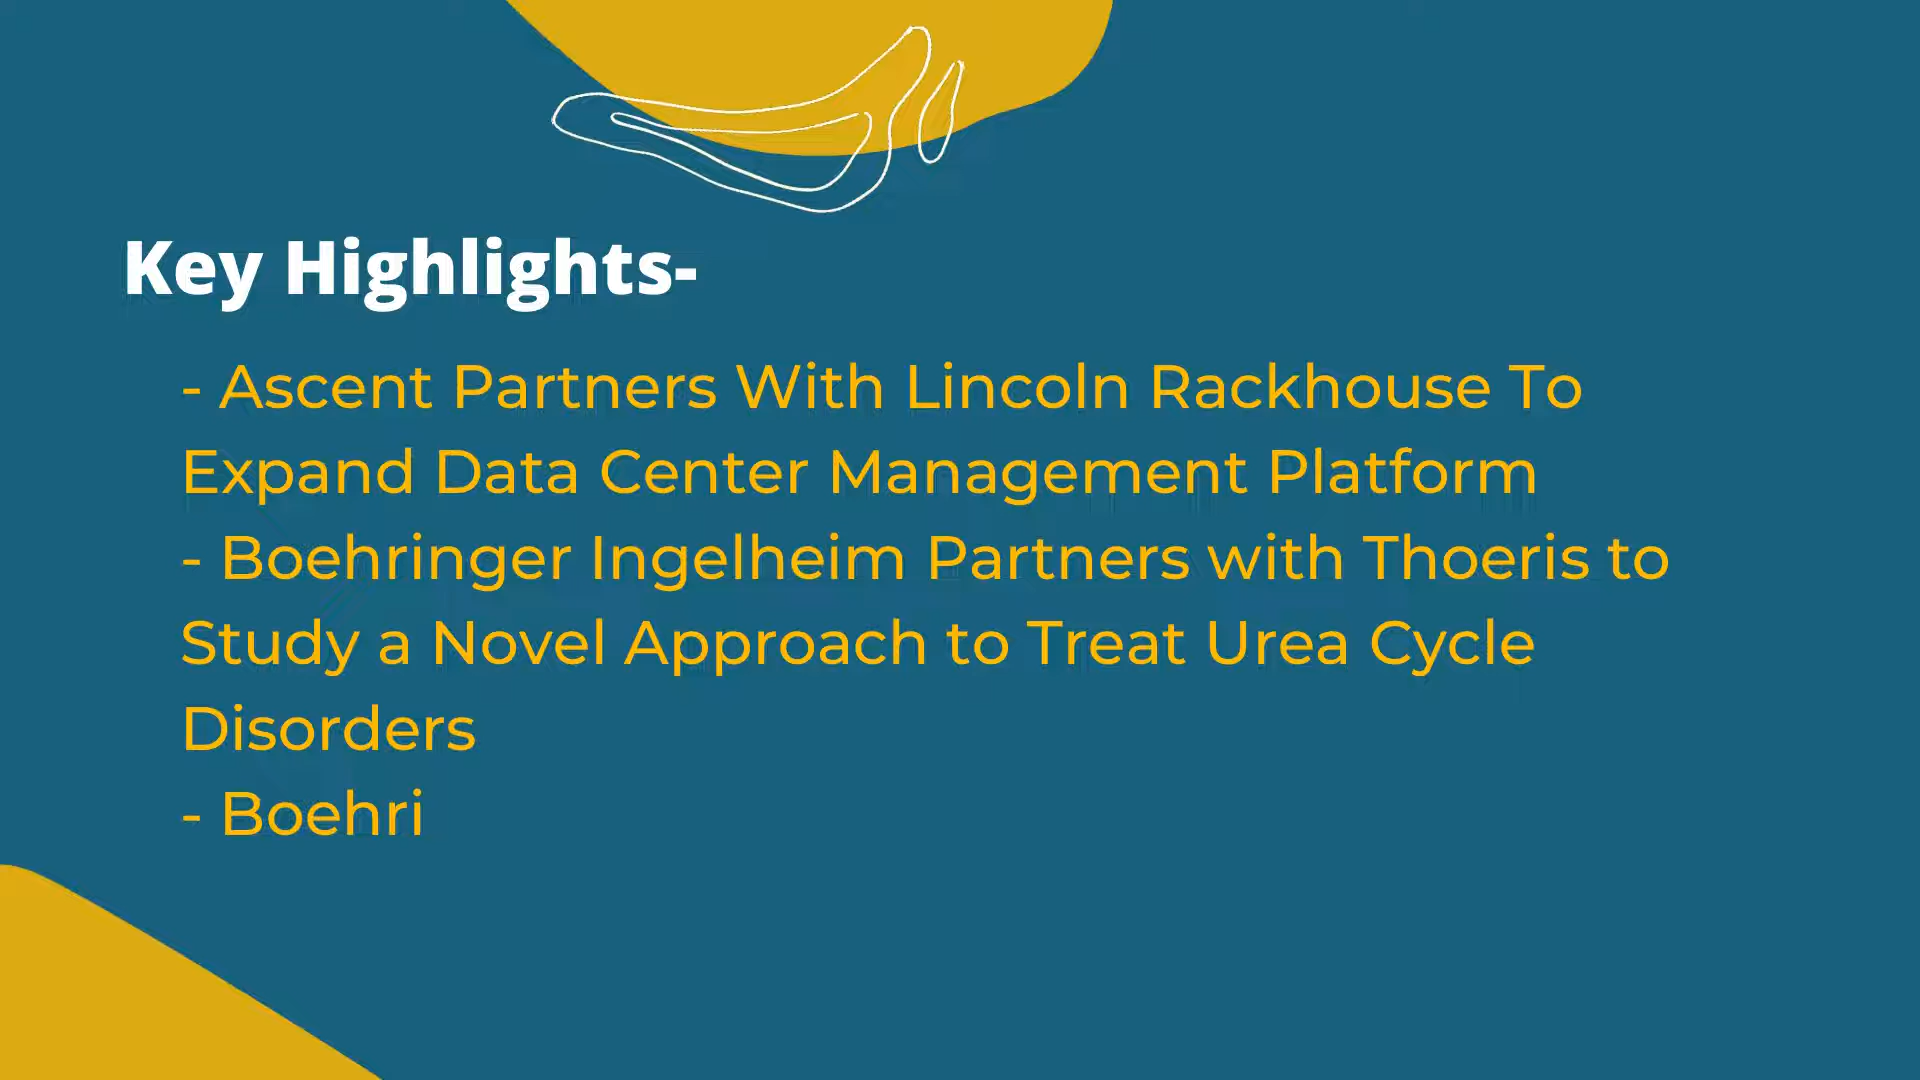 Key Highlights-
- Ascent Partners With Lincoln Rackhouse To
Expand Data Center Management Platform
- Boehringer Ingelheim Partners with Thoeris to
Study a Novel Approach to Treat Urea Cycle
Disorders
- Boehri